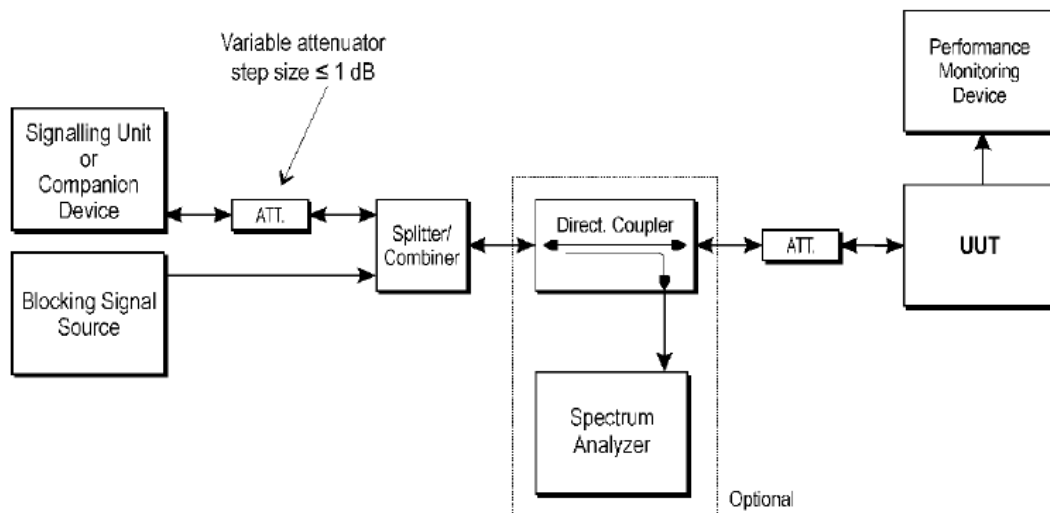 Variable attenuator
step size ≤ 1 dB
Performance
Monitoring
Device
Signalling Unit
or
Companion
Device
ATT.
Splitter/
Combiner
Direct. Coupler
ATT.
UUT
Blocking Signal
Source
Spectrum
Analyzer
Optional